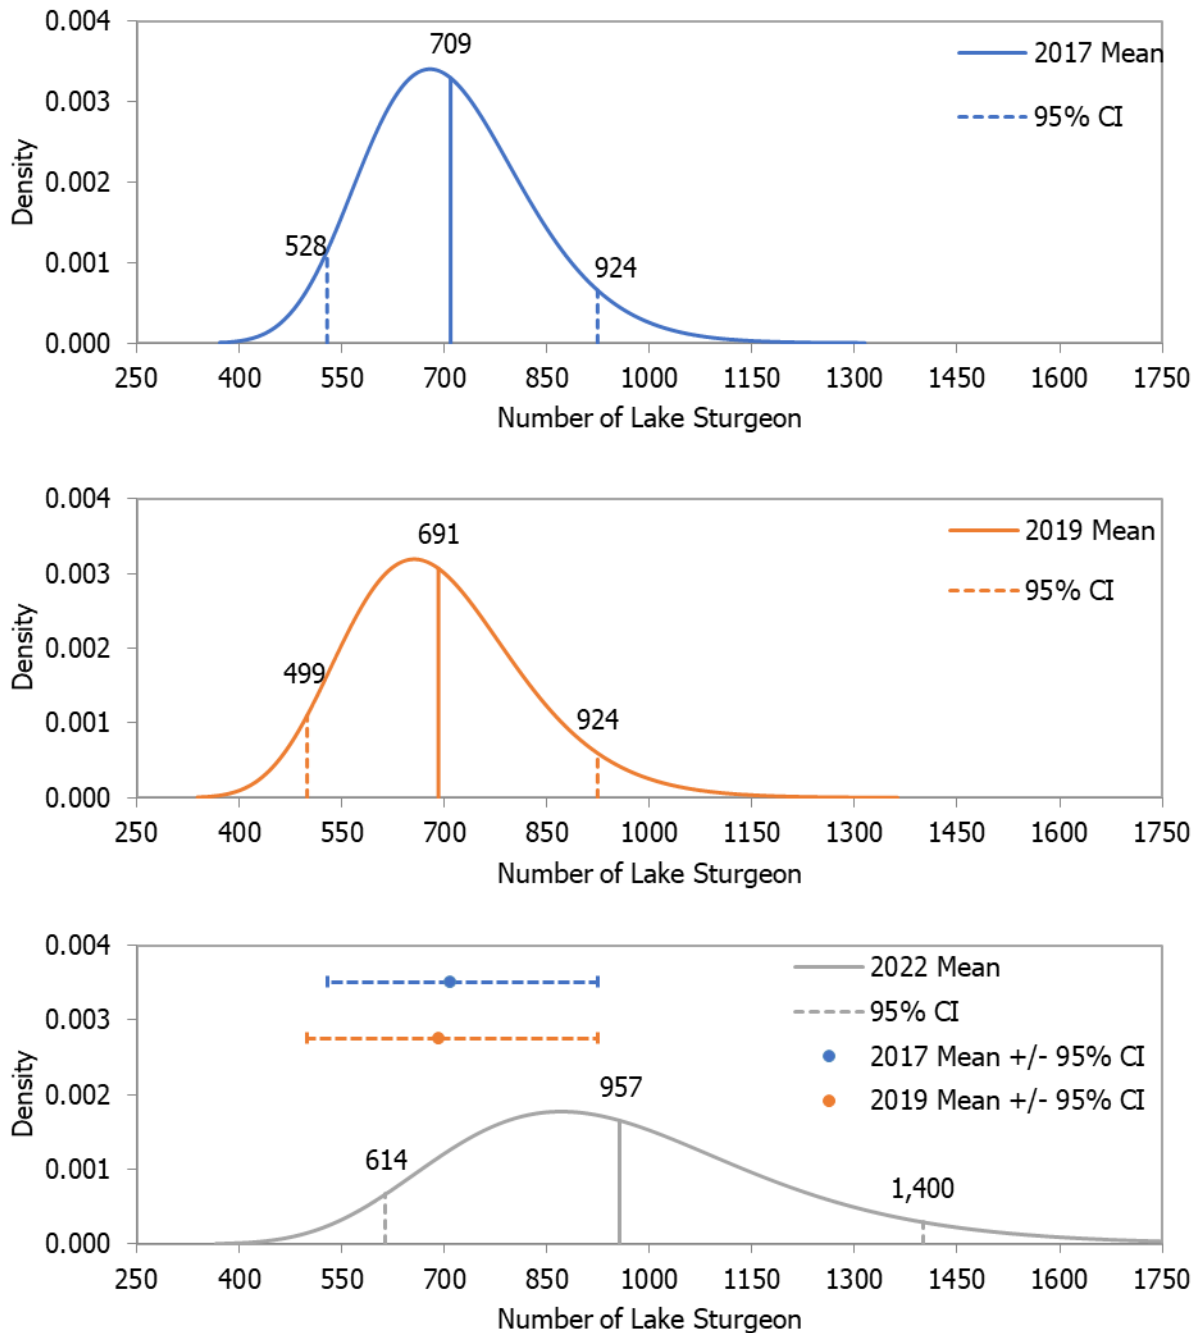 0.004
709
2017 Mean
0.003
95% CI
Density
0.002
528
0.001
924
0.000
250 400 550 700 850 1000 1150 1300 1450 1600 1750
Number of Lake Sturgeon
0.004
691
2019 Mean
0.003
95% CI
Density
0.002
499
0.001
924
0.000
250 400 550 700 850 1000 1150 1300 1450 1600 1750
Number of Lake Sturgeon
0.004
2022 Mean
95% CI
0.003
2017 Mean +/- 95% CI
2019 Mean +/- 95% CI
Density
0.002
957
614
0.001
1,400
0.000
250 400 550 700 850 1000 1150 1300 1450 1600 1750
Number of Lake Sturgeon